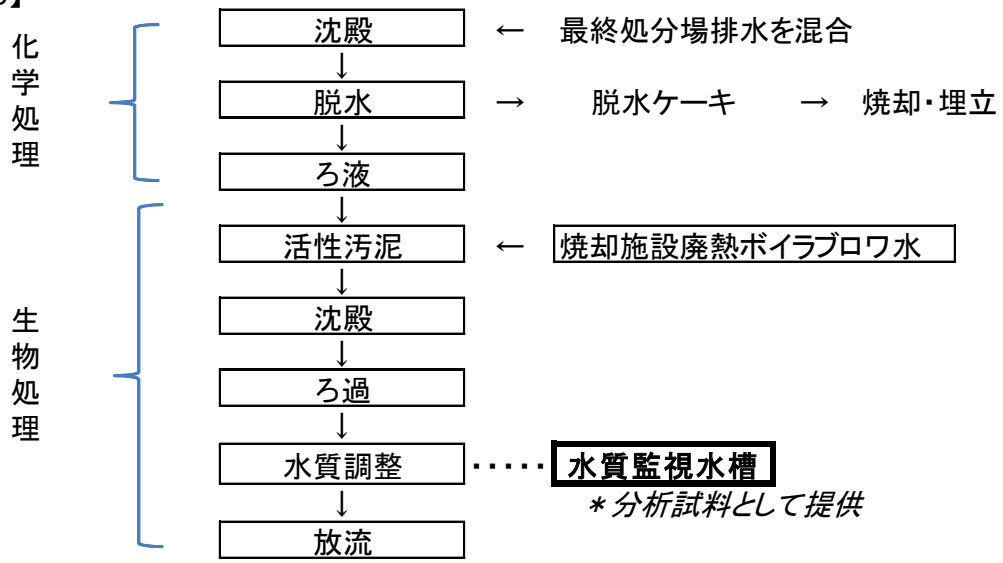 】
化学処理
沈殿 ← 最終処分場排水を混合
↓
脱水 → 脱水ケーキ → 焼却・埋立
↓
ろ液
↓
生物処理
活性汚泥 ← 焼却施設廃熱ボイラブロワ水
↓
沈殿
↓
ろ過
↓
水質調整 ····· 水質監視水槽
↓ *分析試料として提供
放流